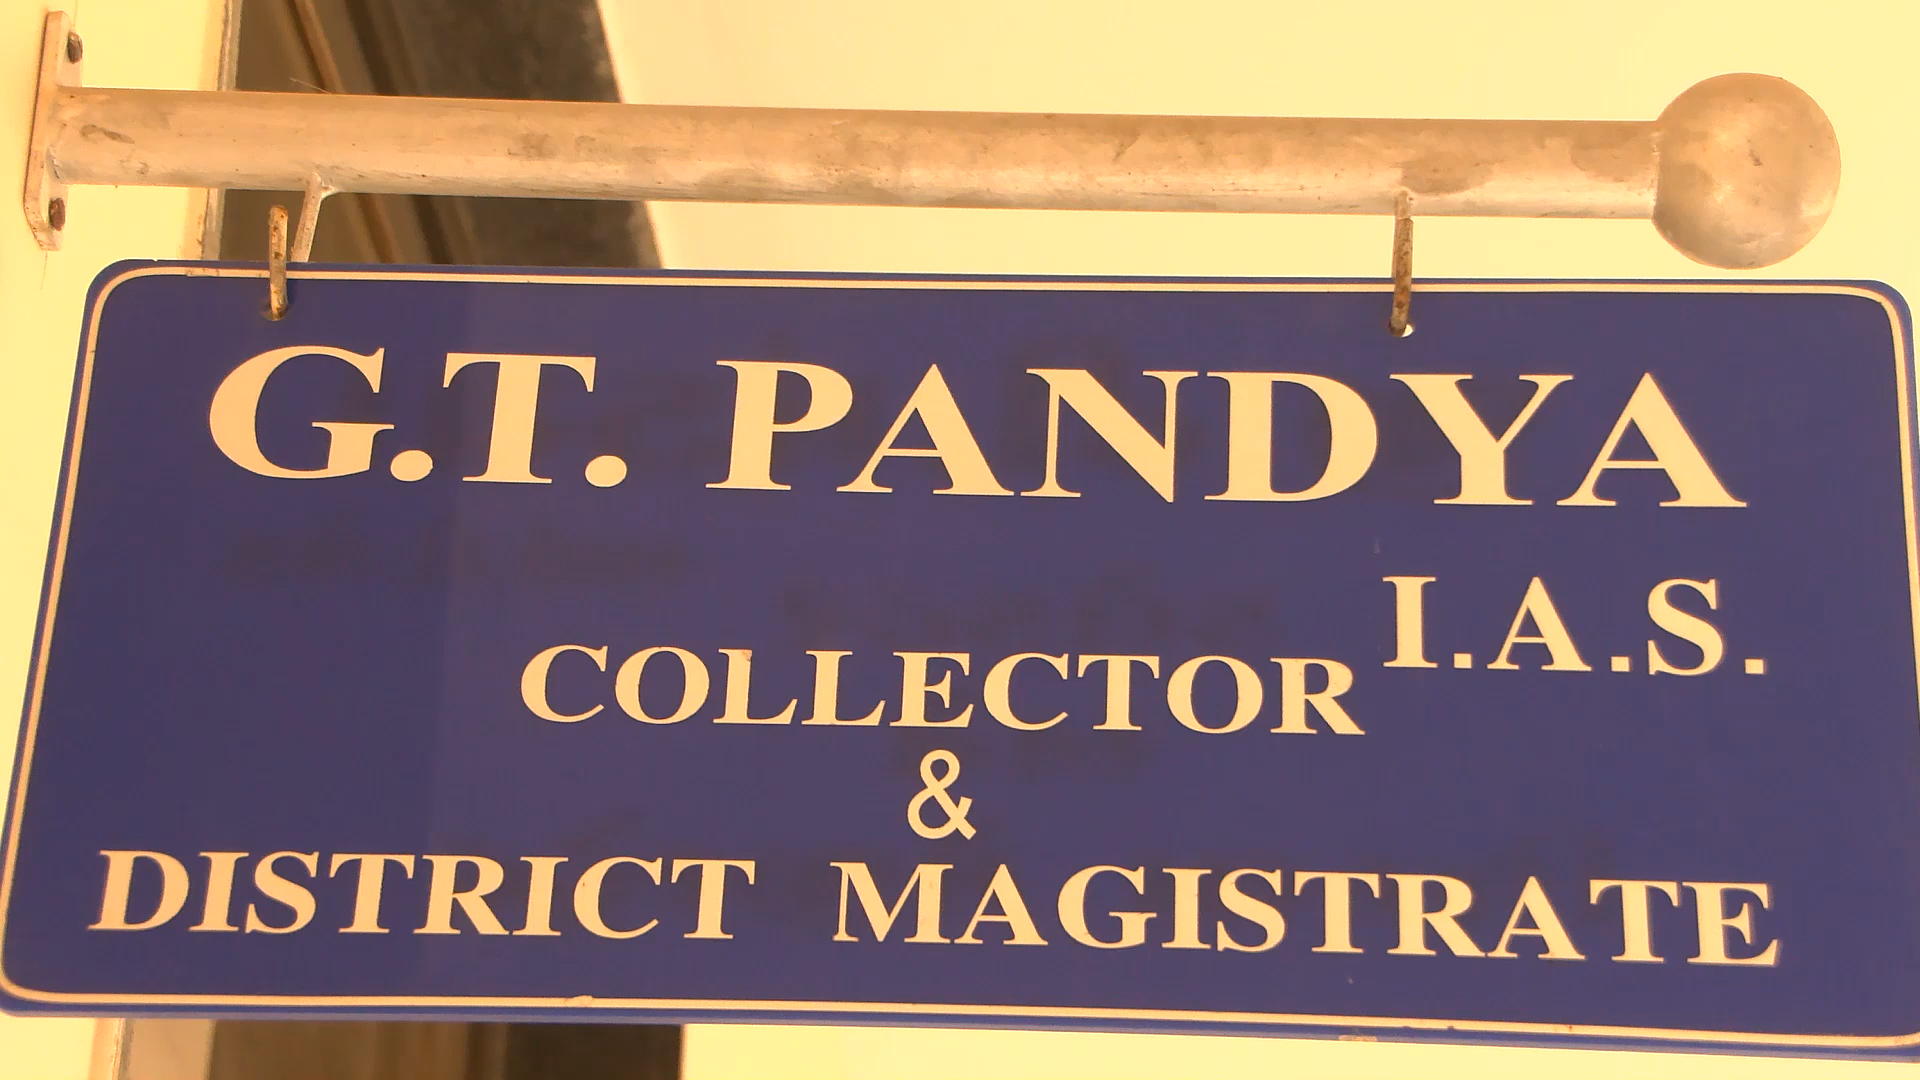 G.T. PANDYA
I.A.S.
COLLECTOR
&
DISTRICT MAGISTRATE